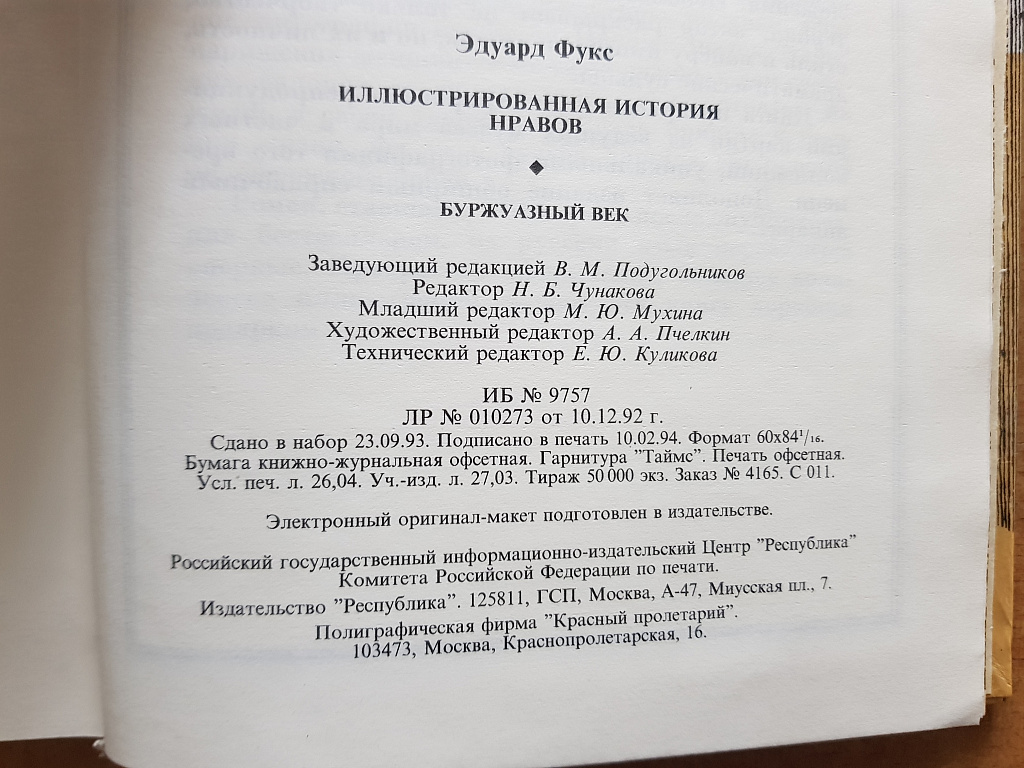 Эдуард Фукс
ИЛЛЮСТРИРОВАННАЯ ИСТОРИЯ
НРАВОВ
◆
БУРЖУАЗНЫЙ ВЕК
Заведующий редакцией В. М. Подугольников
Редактор Н. Б. Чунакова
Младший редактор М. Ю. Мухина
Художественный редактор А. А. Пчелкин
Технический редактор Е. Ю. Куликова
ИБ № 9757
ЛР № 010273 от 10.12.92 г.
Сдано в набор 23.09.93. Подписано в печать 10.02.94. Формат 60х84¹/₁₆.
Бумага книжно-журнальная офсетная. Гарнитура "Таймс". Печать офсетная.
Усл. печ. л. 26,04. Уч.-изд. л. 27,03. Тираж 50 000 экз. Заказ № 4165. С 011.
Электронный оригинал-макет подготовлен в издательстве.
Российский государственный информационно-издательский Центр "Республика"
Комитета Российской Федерации по печати.
Издательство "Республика". 125811, ГСП, Москва, А-47, Миусская пл., 7.
Полиграфическая фирма "Красный пролетарий".
103473, Москва, Краснопролетарская, 16.